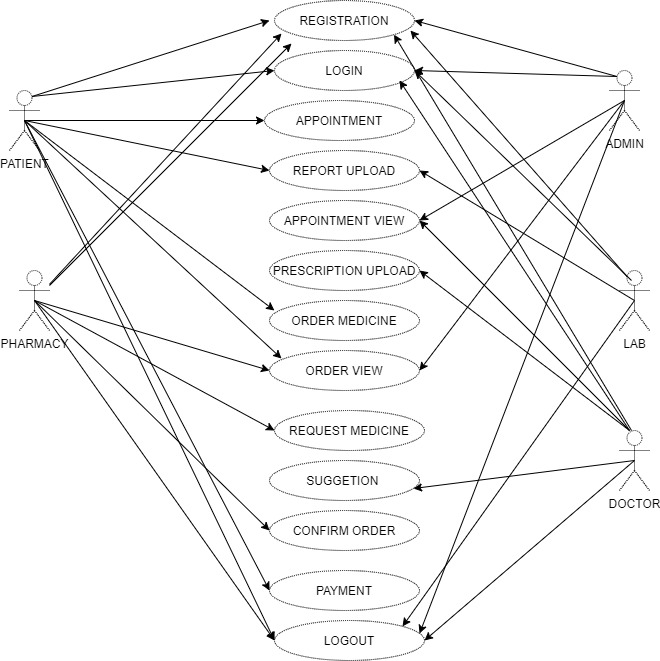 REGISTRATION
LOGIN
APPOINTMENT
ADMIN
PATIENT
REPORT UPLOAD
APPOINTMENT VIEW
PRESCRIPTION UPLOAD
ORDER MEDICINE
PHARMACY
LAB
ORDER VIEW
REQUEST MEDICINE
SUGGETION
DOCTOR
CONFIRM ORDER
PAYMENT
LOGOUT